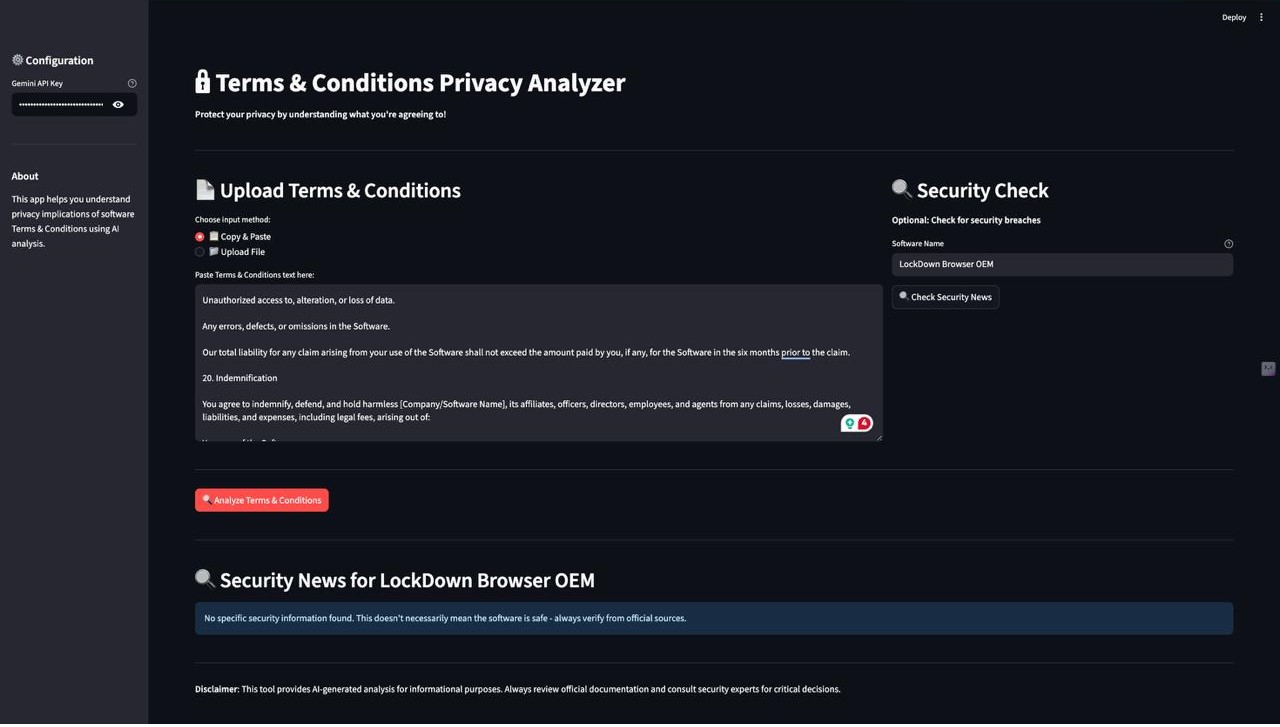 Deploy
Configuration
Gemini API Key
About
This app helps you understand
privacy implications of software
Terms & Conditions using AI
analysis.
Terms & Conditions Privacy Analyzer
Protect your privacy by understanding what you're agreeing to!
Upload Terms & Conditions
Choose input method:
Copy & Paste
Upload File
Paste Terms & Conditions text here:
Unauthorized access to, alteration, or loss of data.
Any errors, defects, or omissions in the Software.
Our total liability for any claim arising from your use of the Software shall not exceed the amount paid by you, if any, for the Software in the six months prior to the claim.
20. Indemnification
You agree to indemnify, defend, and hold harmless [Company/Software Name], its affiliates, officers, directors, employees, and agents from any claims, losses, damages,
liabilities, and expenses, including legal fees, arising out of:
4
Security Check
Optional: Check for security breaches
Software Name
LockDown Browser OEM
Check Security News
Analyze Terms & Conditions
Security News for LockDown Browser OEM
No specific security information found. This doesn't necessarily mean the software is safe - always verify from official sources.
Disclaimer: This tool provides AI-generated analysis for informational purposes. Always review official documentation and consult security experts for critical decisions.